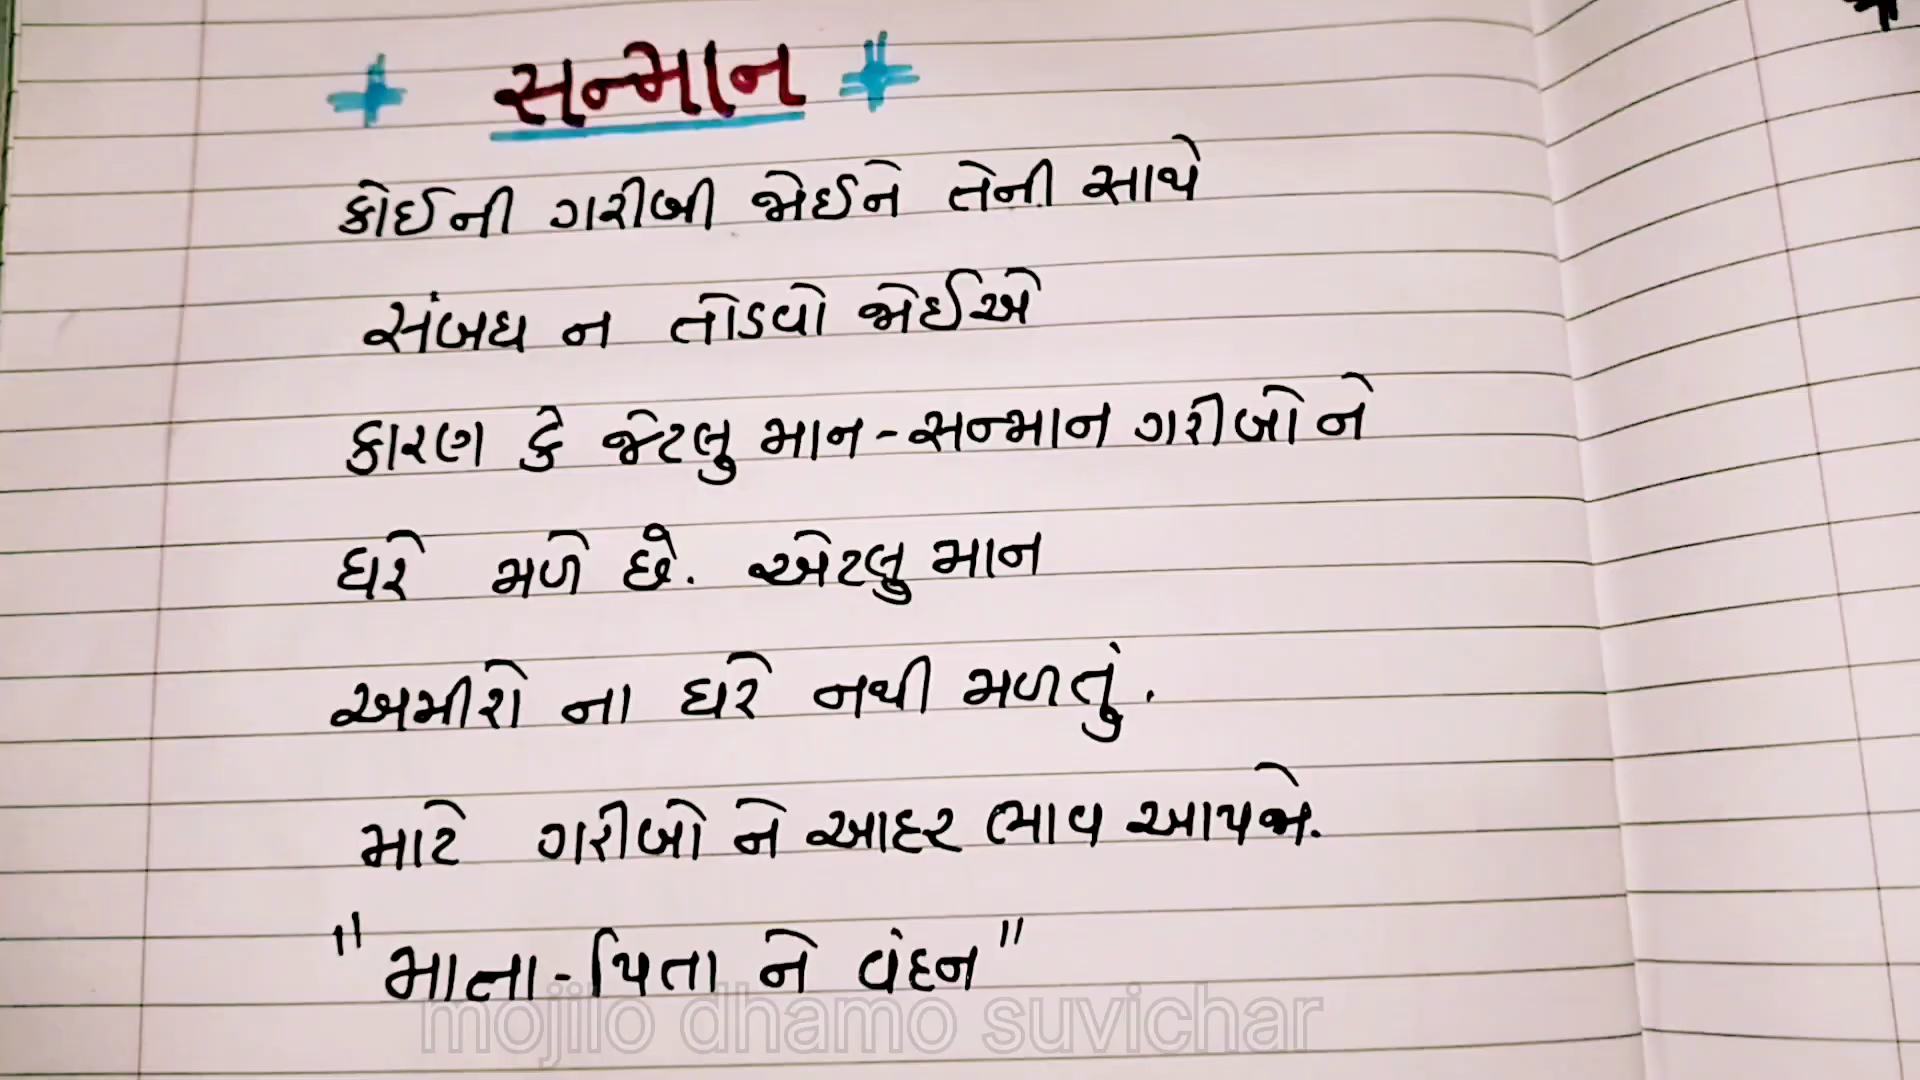 + સન્માન +
કોઈની ગરીબી જોઈને તેની સાથે
સંબધ ન તોડવો જોઈએ
કારણ કે જેટલુ માન-સન્માન ગરીબો ને
ઘરે મળે છે. એટલુ માન
અમીરો ના ઘરે નથી મળતું.
માટે ગરીબો ને આદર ભાવ આપજો.
"માતા-પિતા ને વંદન"
mojilo dhamo suvichar